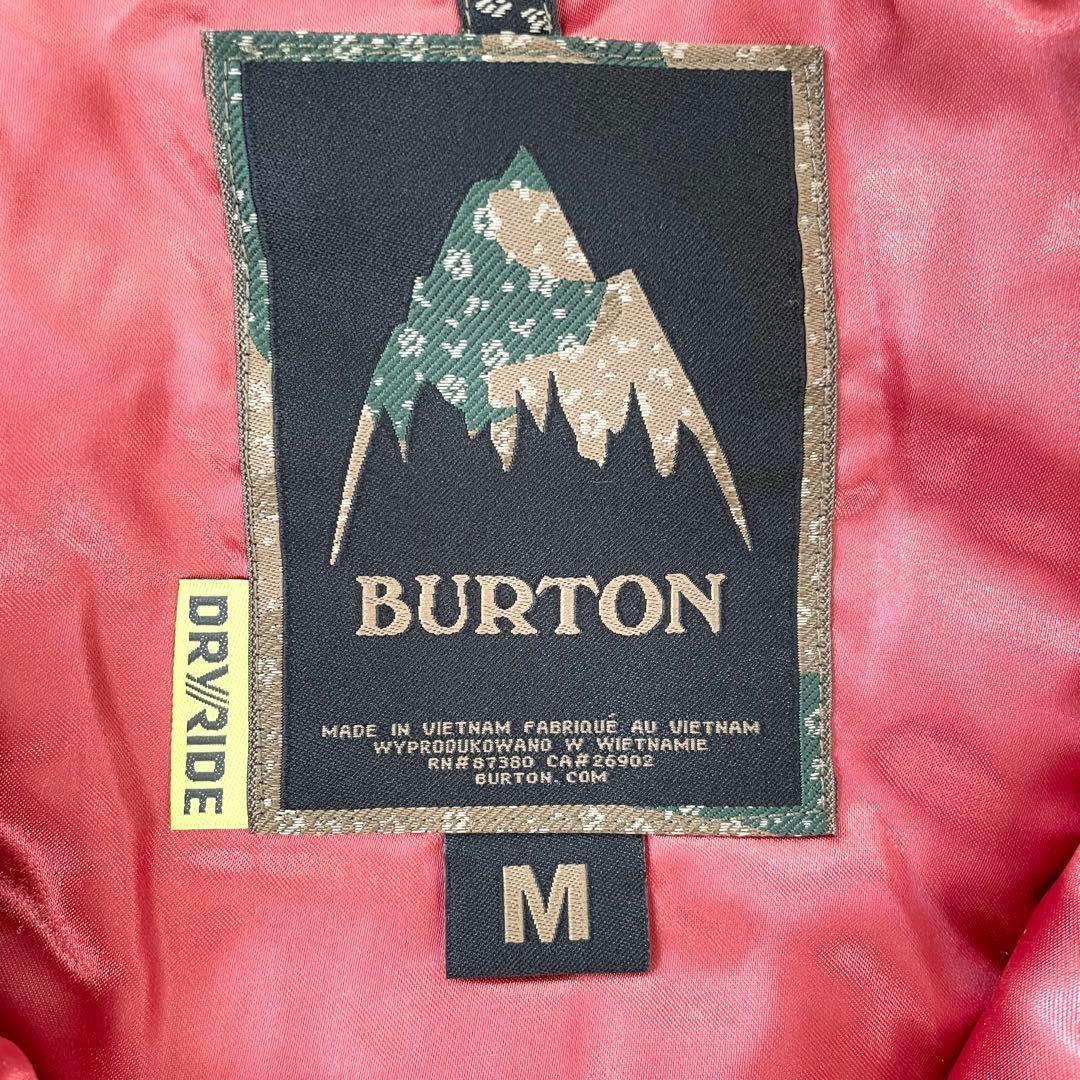 BURTON
DRY//RIDE
MADE IN VIETNAM FABRIQUÉ AU VIETNAM
WYPRODUKOWANO W WIETNAMIE
RN#87380 CA#26902
BURTON.COM
M